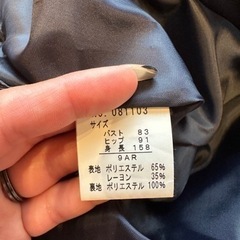 081103
サイズ
バスト 83
ヒップ 91
身長 158
9AR
表地 ポリエステル 65%
レーヨン 35%
裏地 ポリエステル 100%